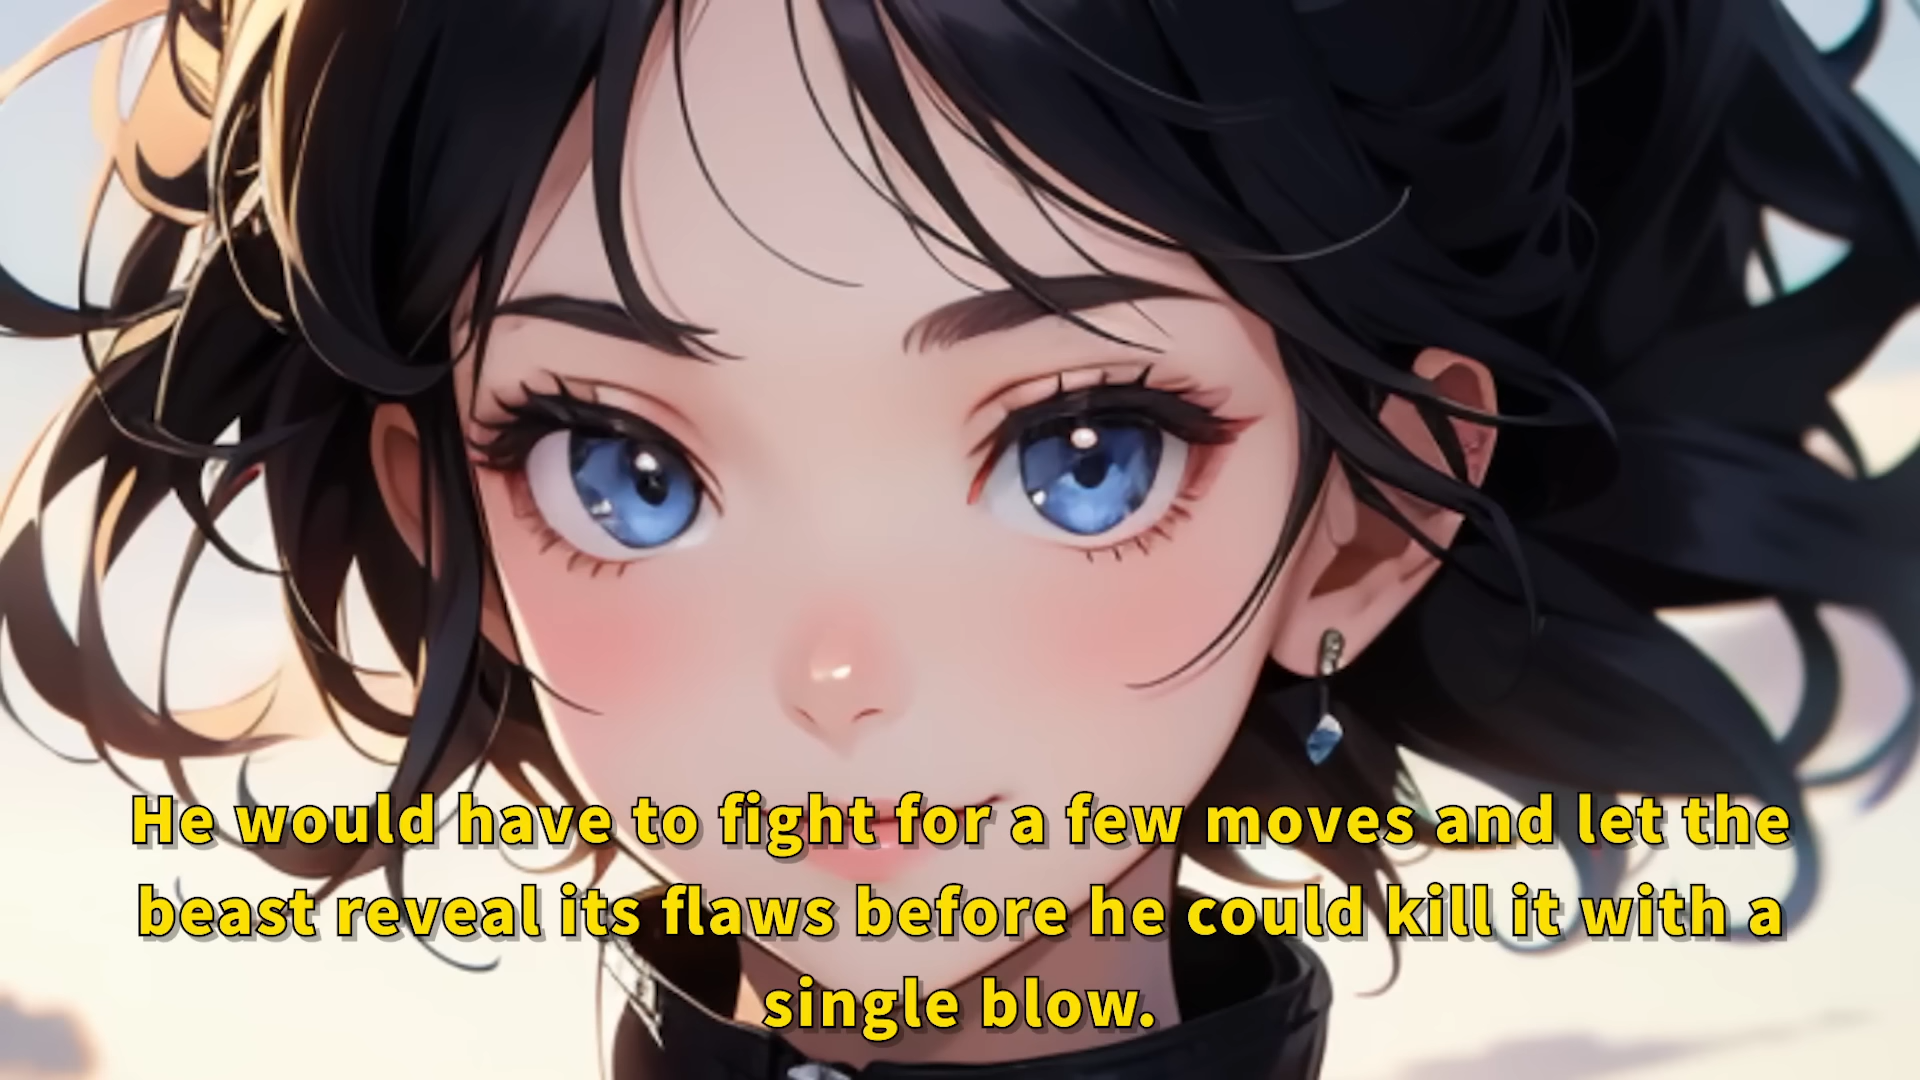 He would have to fight for a few moves and let the
beast reveal its flaws before he could kill it with a
single blow.